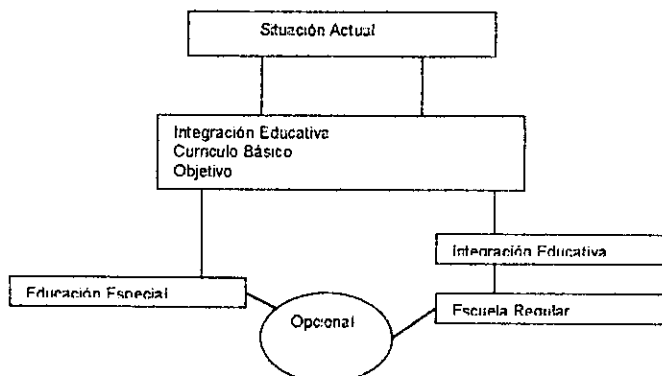 Situación Actual
Integración Educativa
Currículo Básico
Objetivo
Integración Educativa
Educación Especial
Opcional
Escuela Regular